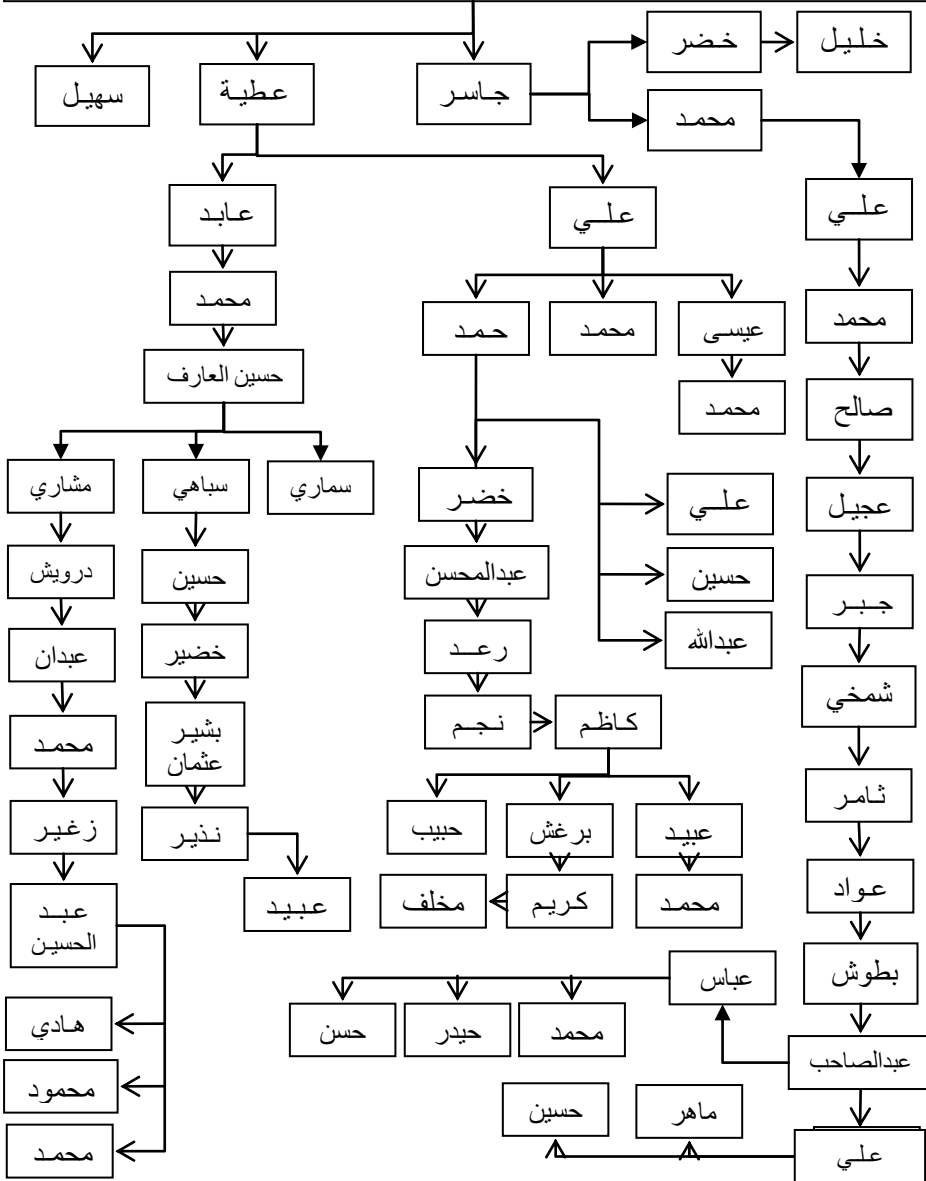 خضر
خليل
جاسر
عطية
سهيل
محمد
علي
علي
عابد
محمد
محمد
عيسى
محمد
حمد
حسين العارف
صالح
محمد
سماري
سباهي
مشاري
عجيل
علي
خضر
حسين
درويش
جبر
حسين
عبدالمحسن
عبدالله
رعد
خضير
عبدان
شمخي
كاظم
نجم
بشير
عثمان
محمد
ثامر
عبيد
برغش
حبيب
نذير
زغير
عواد
محمد
كريم
مخلف
عبيد
عبد
الحسين
بطوش
عباس
محمد
حيدر
حسن
هادي
عبدالصاحب
محمود
ماهر
حسين
علي
محمد